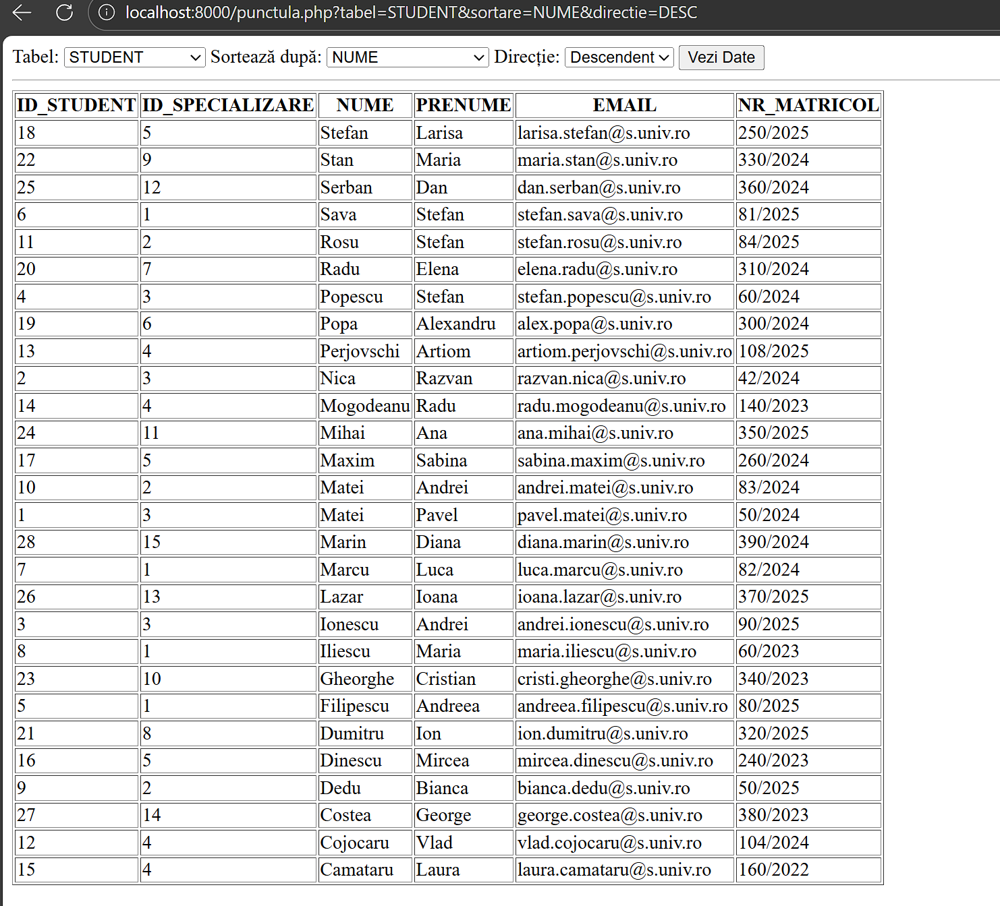 localhost:8000/punctula.php?tabel=STUDENT&sortare=NUME&directie=DESC
Tabel: STUDENT Sortează după: NUME Direcție: Descendent Vezi Date
ID_STUDENT ID_SPECIALIZARE NUME PRENUME EMAIL NR_MATRICOL
18 5 Stefan Larisa larisa.stefan@s.univ.ro 250/2025
22 9 Stan Maria maria.stan@s.univ.ro 330/2024
25 12 Serban Dan dan.serban@s.univ.ro 360/2024
6 1 Sava Stefan stefan.sava@s.univ.ro 81/2025
11 2 Rosu Stefan stefan.rosu@s.univ.ro 84/2025
20 7 Radu Elena elena.radu@s.univ.ro 310/2024
4 3 Popescu Stefan stefan.popescu@s.univ.ro 60/2024
19 6 Popa Alexandru alex.popa@s.univ.ro 300/2024
13 4 Perjovschi Artiom artiom.perjovschi@s.univ.ro 108/2025
2 3 Nica Razvan razvan.nica@s.univ.ro 42/2024
14 4 Mogodeanu Radu radu.mogodeanu@s.univ.ro 140/2023
24 11 Mihai Ana ana.mihai@s.univ.ro 350/2025
17 5 Maxim Sabina sabina.maxim@s.univ.ro 260/2024
10 2 Matei Andrei andrei.matei@s.univ.ro 83/2024
1 3 Matei Pavel pavel.matei@s.univ.ro 50/2024
28 15 Marin Diana diana.marin@s.univ.ro 390/2024
7 1 Marcu Luca luca.marcu@s.univ.ro 82/2024
26 13 Lazar Ioana ioana.lazar@s.univ.ro 370/2025
3 3 Ionescu Andrei andrei.ionescu@s.univ.ro 90/2025
8 1 Iliescu Maria maria.iliescu@s.univ.ro 60/2023
23 10 Gheorghe Cristian cristi.gheorghe@s.univ.ro 340/2023
5 1 Filipescu Andreea andreea.filipescu@s.univ.ro 80/2025
21 8 Dumitru Ion ion.dumitru@s.univ.ro 320/2025
16 5 Dinescu Mircea mircea.dinescu@s.univ.ro 240/2023
9 2 Dedu Bianca bianca.dedu@s.univ.ro 50/2025
27 14 Costea George george.costea@s.univ.ro 380/2023
12 4 Cojocaru Vlad vlad.cojocaru@s.univ.ro 104/2024
15 4 Camataru Laura laura.camataru@s.univ.ro 160/2022